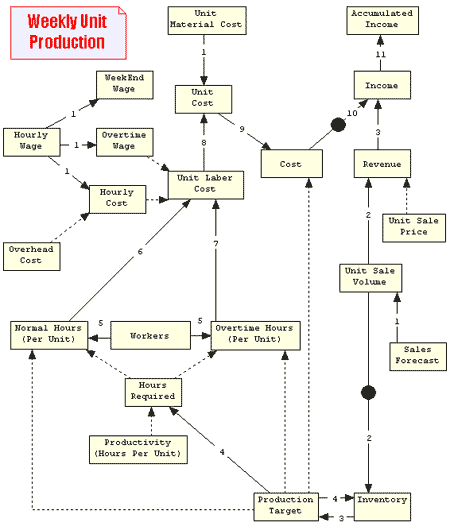 Weekly Unit
Production
Unit
Material Cost
Accumulated
Income
1
11
WeekEnd
Wage
Unit
Cost
Income
1
10
9
3
Hourly
Wage
1
Overtime
Wage
8
Cost
Revenue
1
Unit Laber
Cost
Hourly
Cost
2
Unit Sale
Price
Overhead
Cost
6
7
Unit Sale
Volume
1
Normal Hours
(Per Unit)
5
Workers
5
Overtime Hours
(Per Unit)
Sales
Forecast
Hours
Required
2
Productivity
(Hours Per Unit)
4
Production
Target
4
3
Inventory